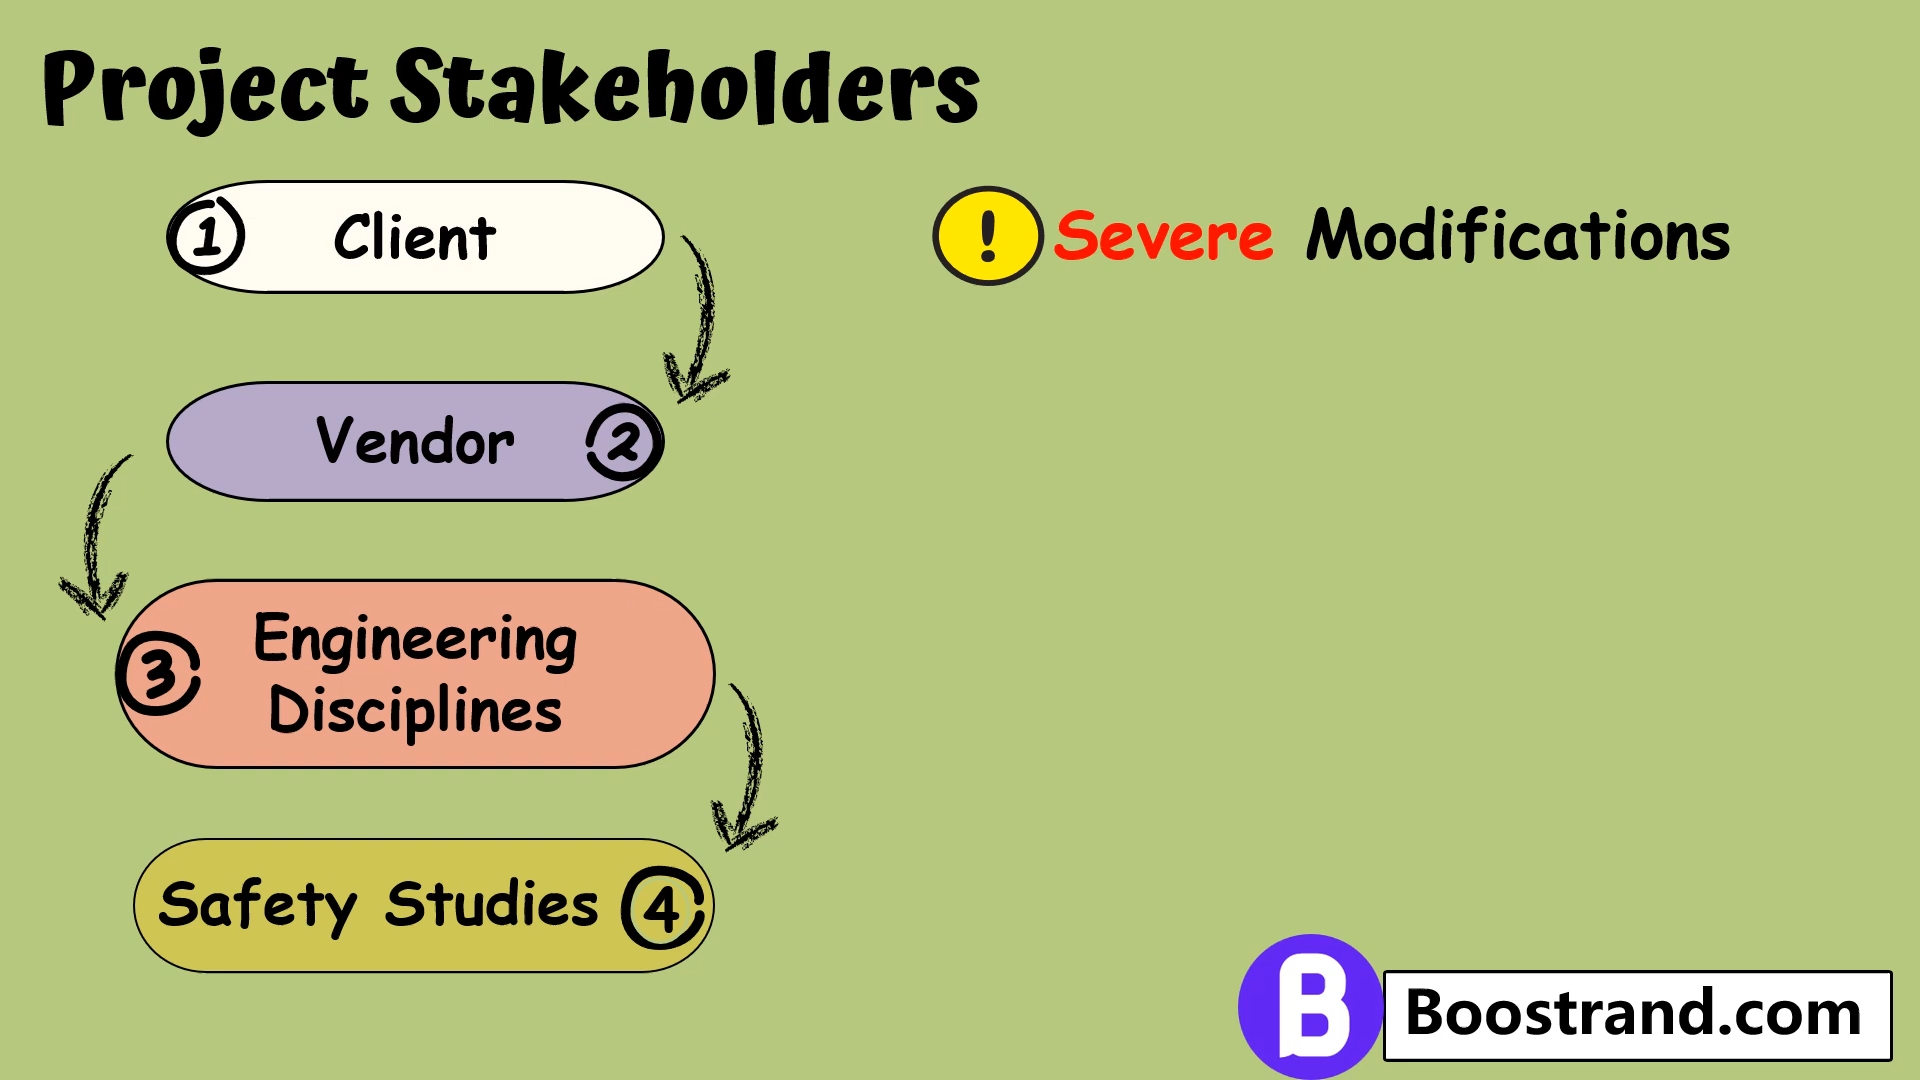 Project Stakeholders
1 Client
! Severe Modifications
Vendor 2
3 Engineering
Disciplines
Safety Studies 4
B Boostrand.com